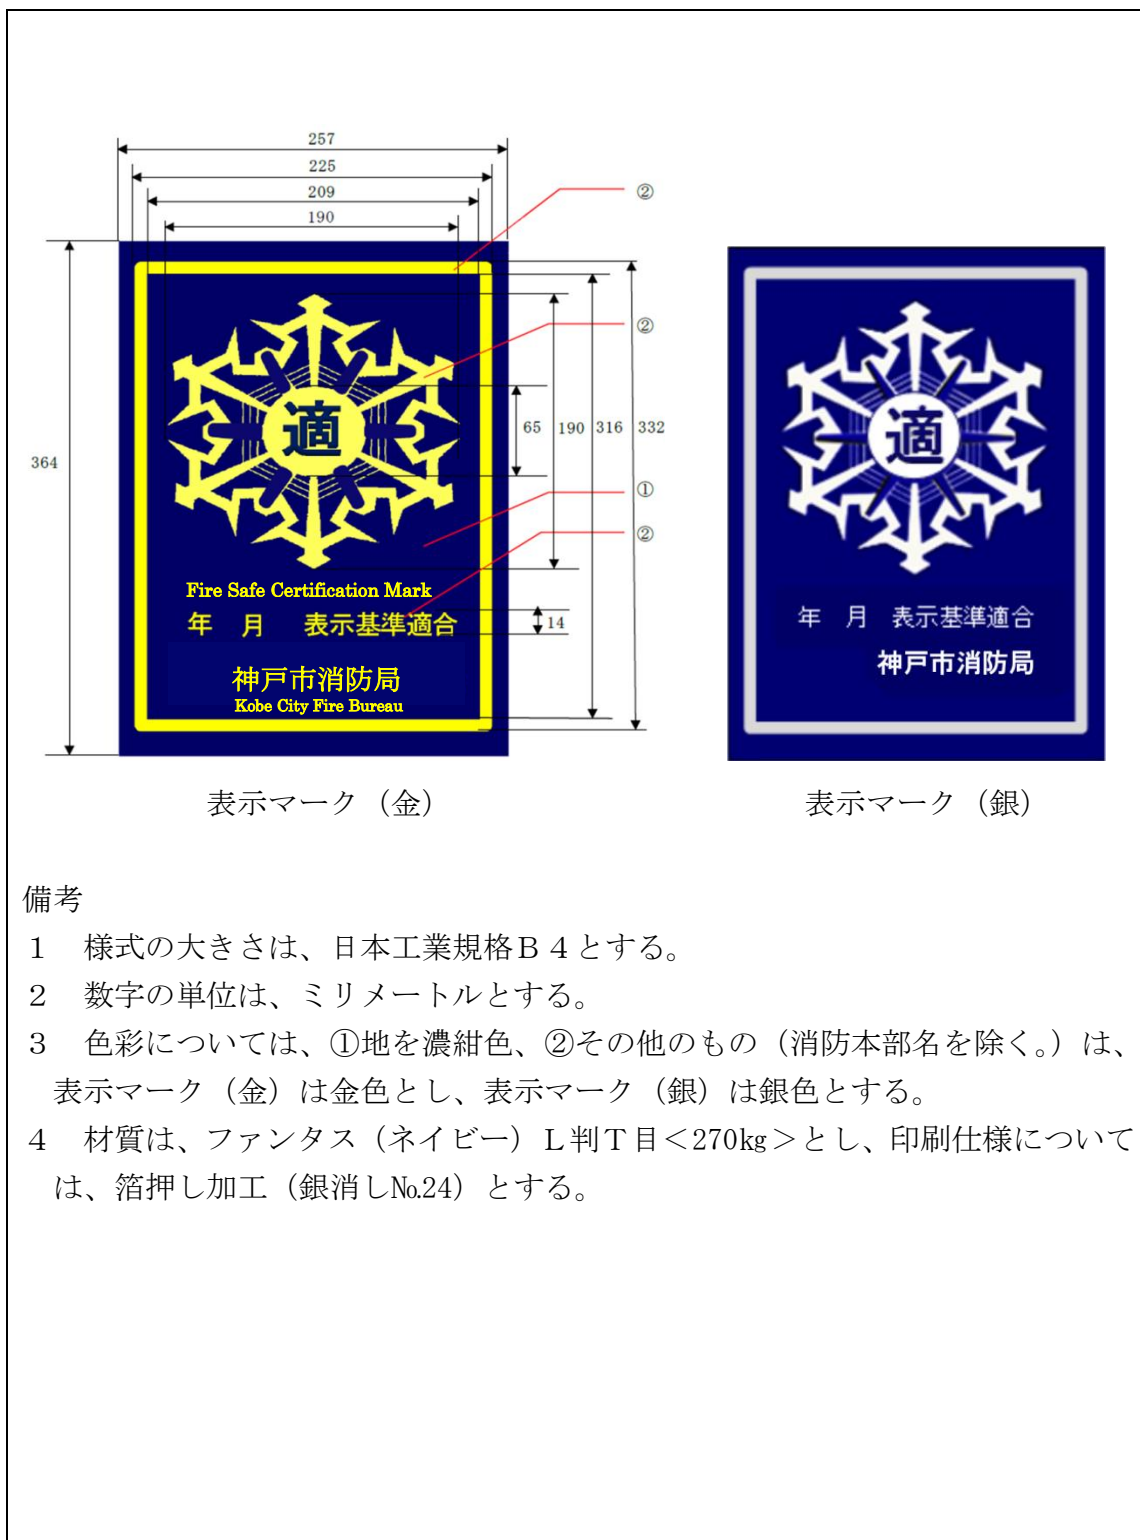 257
225
209
190
②
②
適
適
65
190
316
332
364
①
②
Fire Safe Certification Mark
年 月 表示基準適合
14
神戸市消防局
Kobe City Fire Bureau
年 月 表示基準適合
神戸市消防局
表示マーク（金）
表示マーク（銀）
備考
１　様式の大きさは、日本工業規格Ｂ４とする。
２　数字の単位は、ミリメートルとする。
３　色彩については、①地を濃紺色、②その他のもの（消防本部名を除く。）は、
表示マーク（金）は金色とし、表示マーク（銀）は銀色とする。
４　材質は、ファンタス（ネイビー）Ｌ判Ｔ目＜270㎏＞とし、印刷仕様について
は、箔押し加工（銀消し№24）とする。